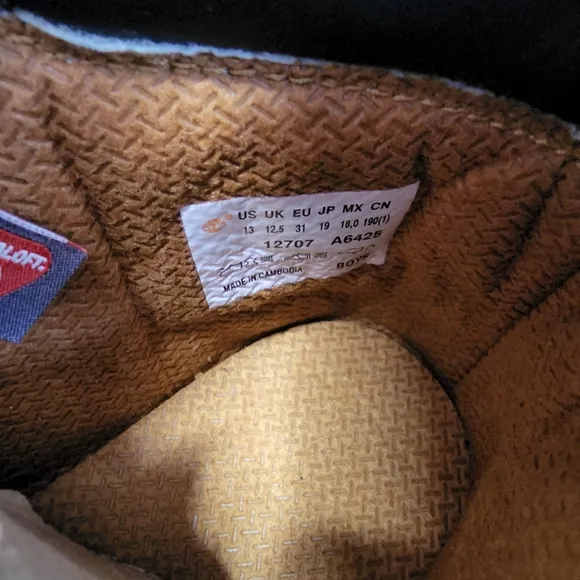 US UK EU JP MX CN
13 12.5 31 19 18,0 190(1)
12707 A6425
MADE IN CAMBODIA